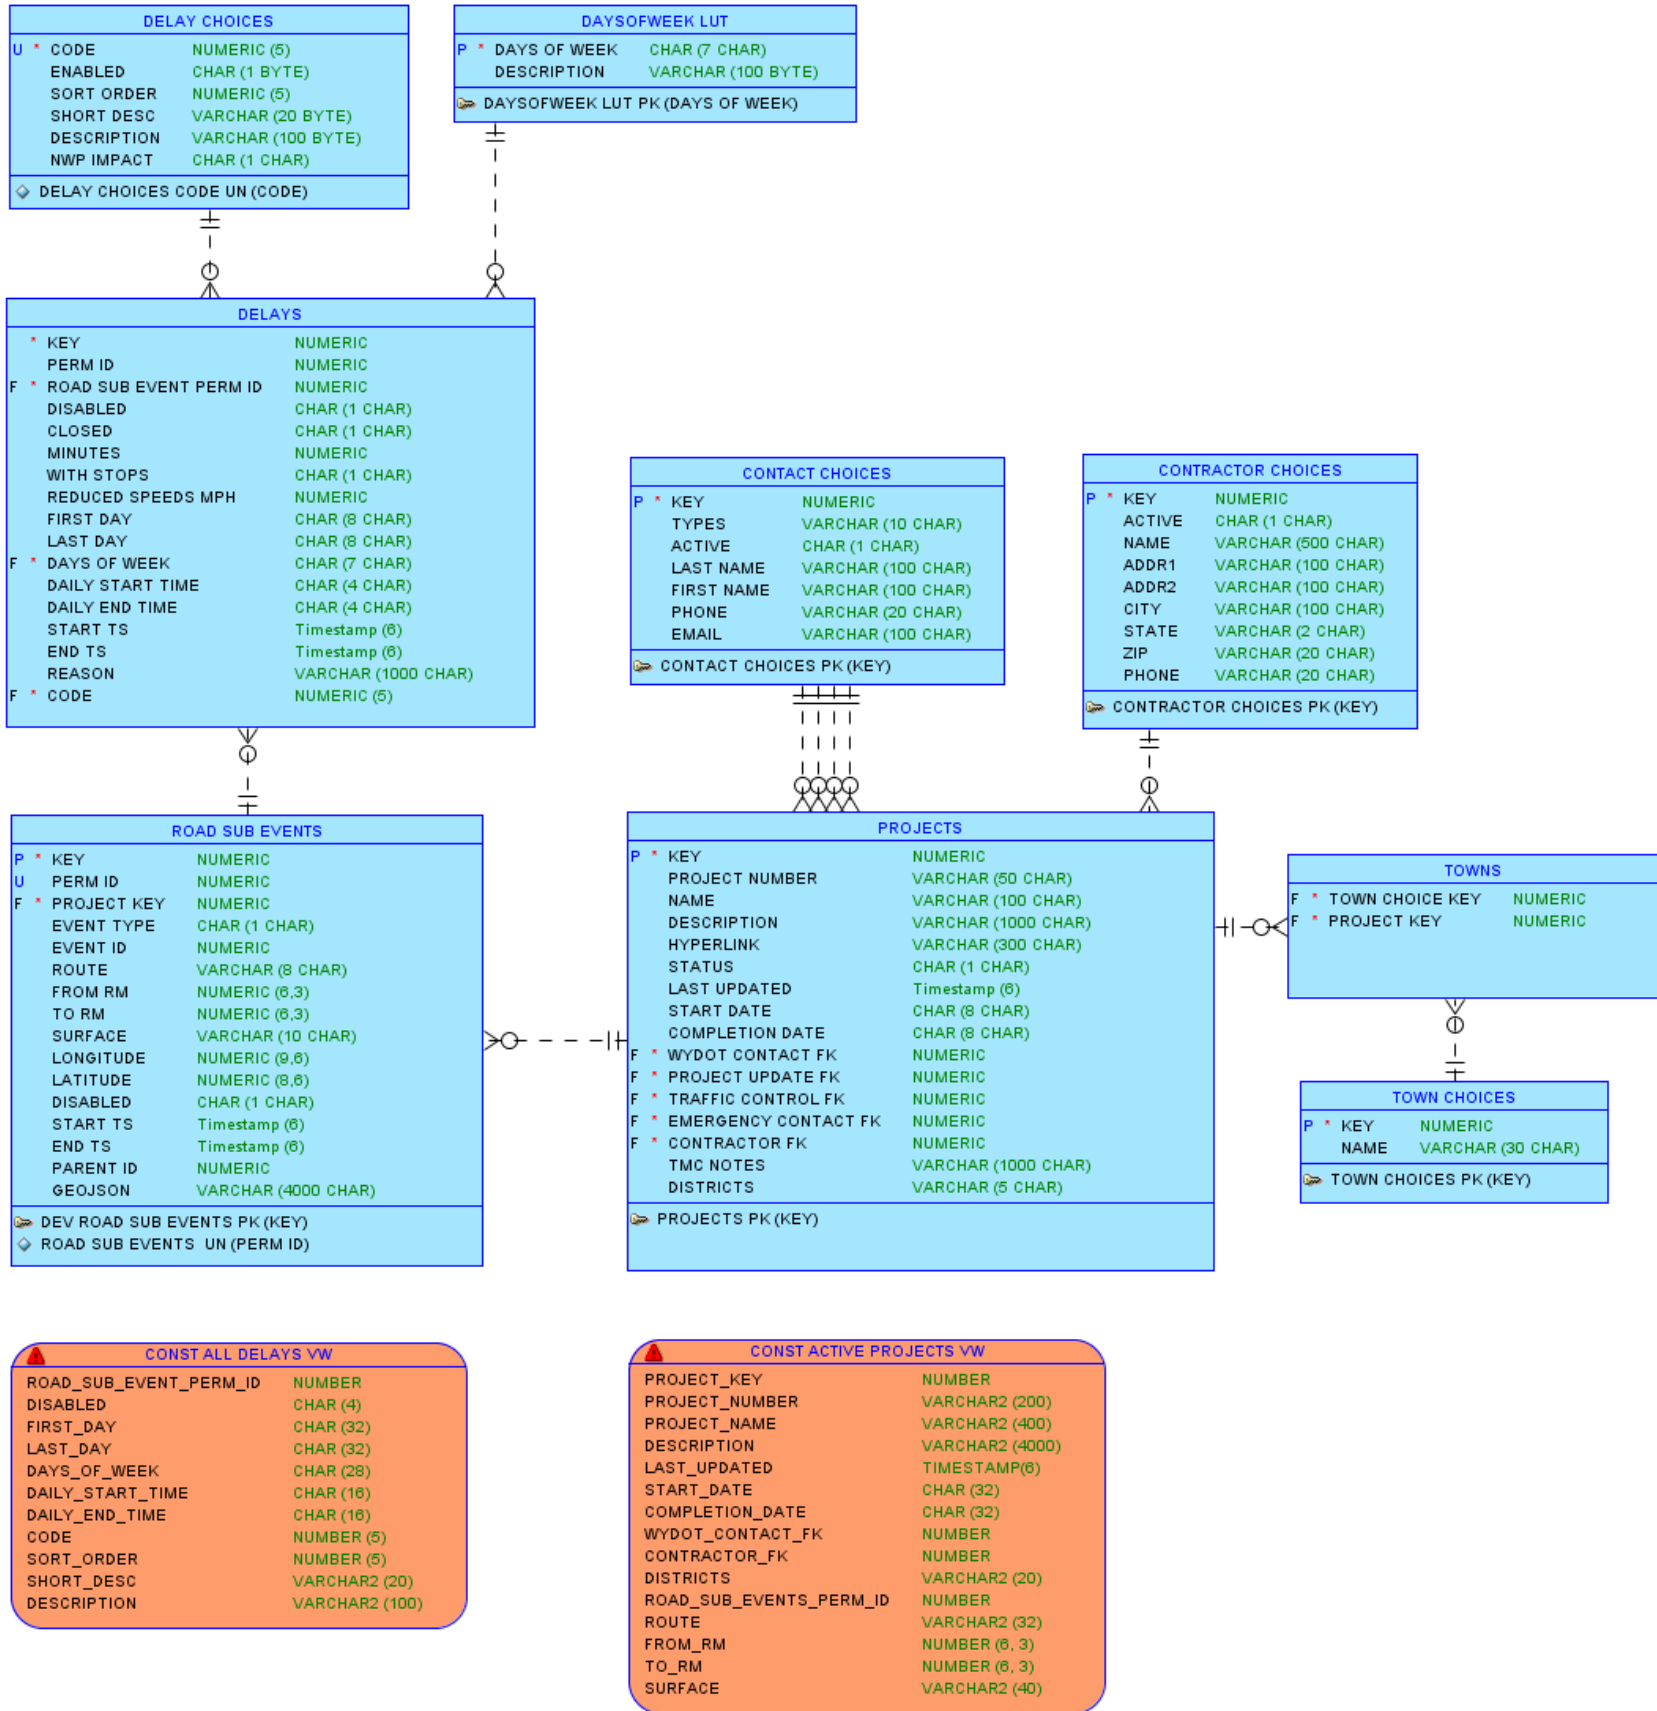 DELAY CHOICES
U * CODE NUMERIC (5)
ENABLED CHAR (1 BYTE)
SORT ORDER NUMERIC (5)
SHORT DESC VARCHAR (20 BYTE)
DESCRIPTION VARCHAR (100 BYTE)
NWP IMPACT CHAR (1 CHAR)
DELAY CHOICES CODE UN (CODE)
DAYSOFWEEK LUT
P * DAYS OF WEEK CHAR (7 CHAR)
DESCRIPTION VARCHAR (100 BYTE)
DAYSOFWEEK LUT PK (DAYS OF WEEK)
DELAYS
* KEY NUMERIC
PERM ID NUMERIC
F * ROAD SUB EVENT PERM ID NUMERIC
DISABLED CHAR (1 CHAR)
CLOSED CHAR (1 CHAR)
MINUTES NUMERIC
WITH STOPS CHAR (1 CHAR)
REDUCED SPEEDS MPH NUMERIC
FIRST DAY CHAR (8 CHAR)
LAST DAY CHAR (8 CHAR)
F * DAYS OF WEEK CHAR (7 CHAR)
DAILY START TIME CHAR (4 CHAR)
DAILY END TIME CHAR (4 CHAR)
START TS Timestamp (6)
END TS Timestamp (6)
REASON VARCHAR (1000 CHAR)
F * CODE NUMERIC (5)
CONTACT CHOICES
P * KEY NUMERIC
TYPES VARCHAR (10 CHAR)
ACTIVE CHAR (1 CHAR)
LAST NAME VARCHAR (100 CHAR)
FIRST NAME VARCHAR (100 CHAR)
PHONE VARCHAR (20 CHAR)
EMAIL VARCHAR (100 CHAR)
CONTACT CHOICES PK (KEY)
CONTRACTOR CHOICES
P * KEY NUMERIC
ACTIVE CHAR (1 CHAR)
NAME VARCHAR (500 CHAR)
ADDR1 VARCHAR (100 CHAR)
ADDR2 VARCHAR (100 CHAR)
CITY VARCHAR (100 CHAR)
STATE VARCHAR (2 CHAR)
ZIP VARCHAR (20 CHAR)
PHONE VARCHAR (20 CHAR)
CONTRACTOR CHOICES PK (KEY)
ROAD SUB EVENTS
P * KEY NUMERIC
U PERM ID NUMERIC
F * PROJECT KEY NUMERIC
EVENT TYPE CHAR (1 CHAR)
EVENT ID NUMERIC
ROUTE VARCHAR (8 CHAR)
FROM RM NUMERIC (6,3)
TO RM NUMERIC (6,3)
SURFACE VARCHAR (10 CHAR)
LONGITUDE NUMERIC (9,6)
LATITUDE NUMERIC (8,6)
DISABLED CHAR (1 CHAR)
START TS Timestamp (6)
END TS Timestamp (6)
PARENT ID NUMERIC
GEOJSON VARCHAR (4000 CHAR)
DEV ROAD SUB EVENTS PK (KEY)
ROAD SUB EVENTS UN (PERM ID)
PROJECTS
P * KEY NUMERIC
PROJECT NUMBER VARCHAR (50 CHAR)
NAME VARCHAR (100 CHAR)
DESCRIPTION VARCHAR (1000 CHAR)
HYPERLINK VARCHAR (300 CHAR)
STATUS CHAR (1 CHAR)
LAST UPDATED Timestamp (6)
START DATE CHAR (8 CHAR)
COMPLETION DATE CHAR (8 CHAR)
F * WYDOT CONTACT FK NUMERIC
F * PROJECT UPDATE FK NUMERIC
F * TRAFFIC CONTROL FK NUMERIC
F * EMERGENCY CONTACT FK NUMERIC
F * CONTRACTOR FK NUMERIC
TMC NOTES VARCHAR (1000 CHAR)
DISTRICTS VARCHAR (5 CHAR)
PROJECTS PK (KEY)
TOWNS
F * TOWN CHOICE KEY NUMERIC
F * PROJECT KEY NUMERIC
TOWN CHOICES
P * KEY NUMERIC
NAME VARCHAR (30 CHAR)
TOWN CHOICES PK (KEY)
CONST ALL DELAYS VW
ROAD_SUB_EVENT_PERM_ID NUMBER
DISABLED CHAR (4)
FIRST_DAY CHAR (32)
LAST_DAY CHAR (32)
DAYS_OF_WEEK CHAR (28)
DAILY_START_TIME CHAR (16)
DAILY_END_TIME CHAR (16)
CODE NUMBER (5)
SORT_ORDER NUMBER (5)
SHORT_DESC VARCHAR2 (20)
DESCRIPTION VARCHAR2 (100)
CONST ACTIVE PROJECTS VW
PROJECT_KEY NUMBER
PROJECT_NUMBER VARCHAR2 (200)
PROJECT_NAME VARCHAR2 (400)
DESCRIPTION VARCHAR2 (4000)
LAST_UPDATED TIMESTAMP(6)
START_DATE CHAR (32)
COMPLETION_DATE CHAR (32)
WYDOT_CONTACT_FK NUMBER
CONTRACTOR_FK NUMBER
DISTRICTS VARCHAR2 (20)
ROAD_SUB_EVENTS_PERM_ID NUMBER
ROUTE VARCHAR2 (32)
FROM_RM NUMBER (6, 3)
TO_RM NUMBER (6, 3)
SURFACE VARCHAR2 (40)